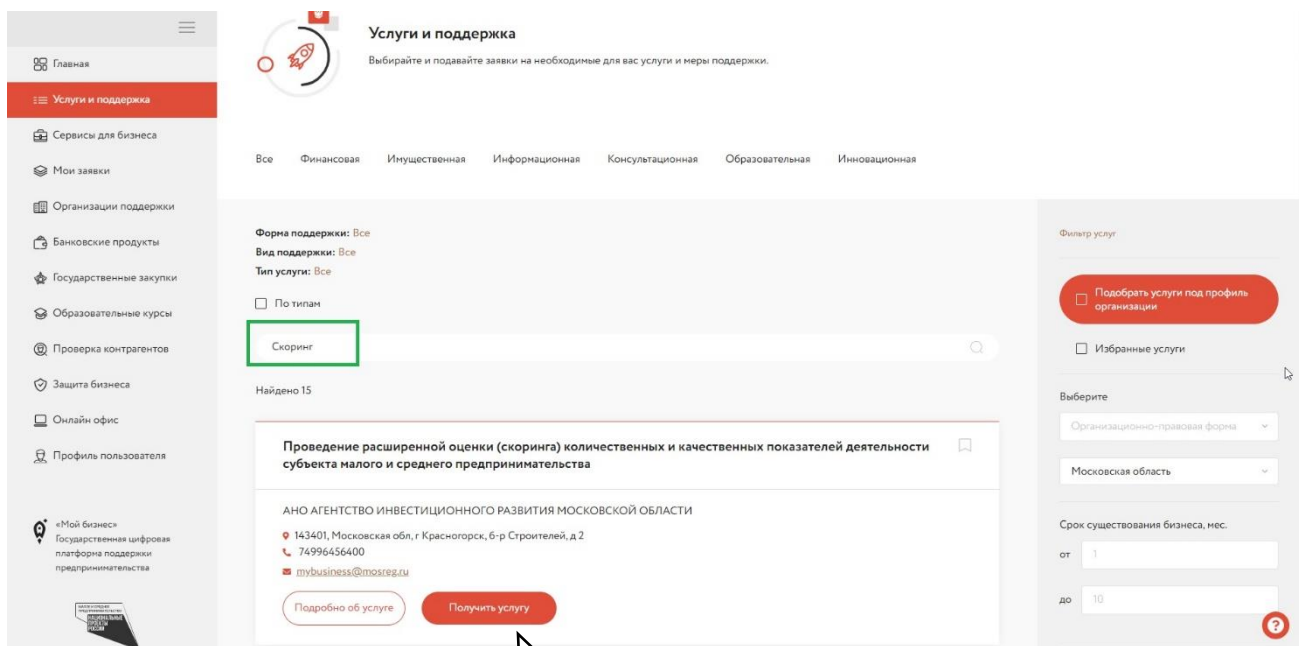 Главная
Услуги и поддержка
Сервисы для бизнеса
Мои заявки
Организации поддержки
Банковские продукты
Государственные закупки
Образовательные курсы
Проверка контрагентов
Защита бизнеса
Онлайн офис
Профиль пользователя
«Мой бизнес»
Государственная цифровая
платформа поддержки
предпринимательства
НАЦИОНАЛЬНЫЕ
ПРОЕКТЫ
РОССИИ
Услуги и поддержка
Выбирайте и подавайте заявки на необходимые для вас услуги и меры поддержки.
Все Финансовая Имущественная Информационная Консультационная Образовательная Инновационная
Форма поддержки: Все
Вид поддержки: Все
Тип услуги: Все
По типам
Скоринг
Найдено 15
Проведение расширенной оценки (скоринга) количественных и качественных показателей деятельности
субъекта малого и среднего предпринимательства
АНО АГЕНТСТВО ИНВЕСТИЦИОННОГО РАЗВИТИЯ МОСКОВСКОЙ ОБЛАСТИ
143401, Московская обл, г Красногорск, б-р Строителей, д 2
74996456400
mybusiness@mosreg.ru
Подробно об услуге Получить услугу
Фильтр услуг
Подобрать услуги под профиль
организации
Избранные услуги
Выберите
Организационно-правовая форма
Московская область
Срок существования бизнеса, мес.
от 1
до 10
?